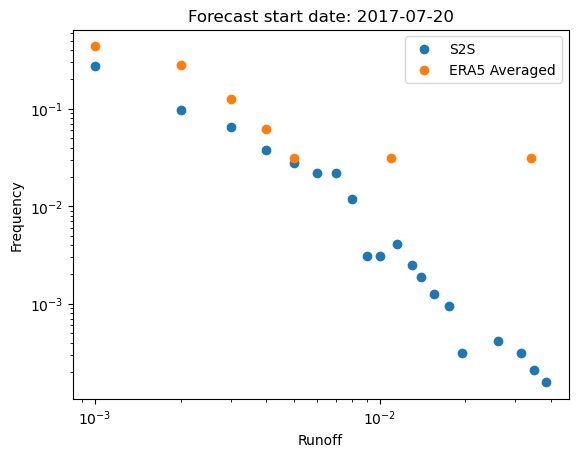 Forecast start date: 2017-07-20
S2S
ERA5 Averaged
Frequency
10⁻¹
10⁻²
10⁻³
10⁻³
10⁻²
Runoff